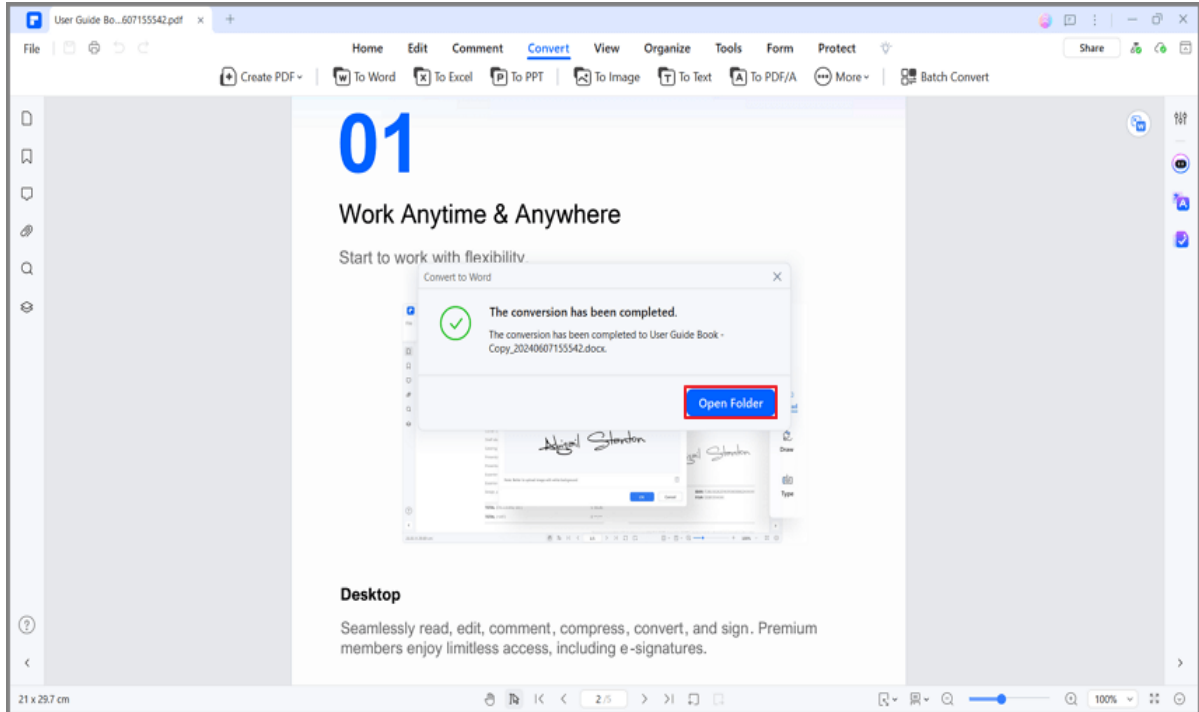 User Guide Bo...607155542.pdf
File
Home Edit Comment Convert View Organize Tools Form Protect
Share
Create PDF To Word To Excel To PPT To Image To Text To PDF/A More Batch Convert
01
Work Anytime & Anywhere
Start to work with flexibility.
Convert to Word
The conversion has been completed.
The conversion has been completed to User Guide Book -
Copy_20240607155542.docx.
Open Folder
Abigail Stanton
Draw
Type
Desktop
Seamlessly read, edit, comment, compress, convert, and sign. Premium
members enjoy limitless access, including e-signatures.
21 x 29.7 cm
2/5
100%